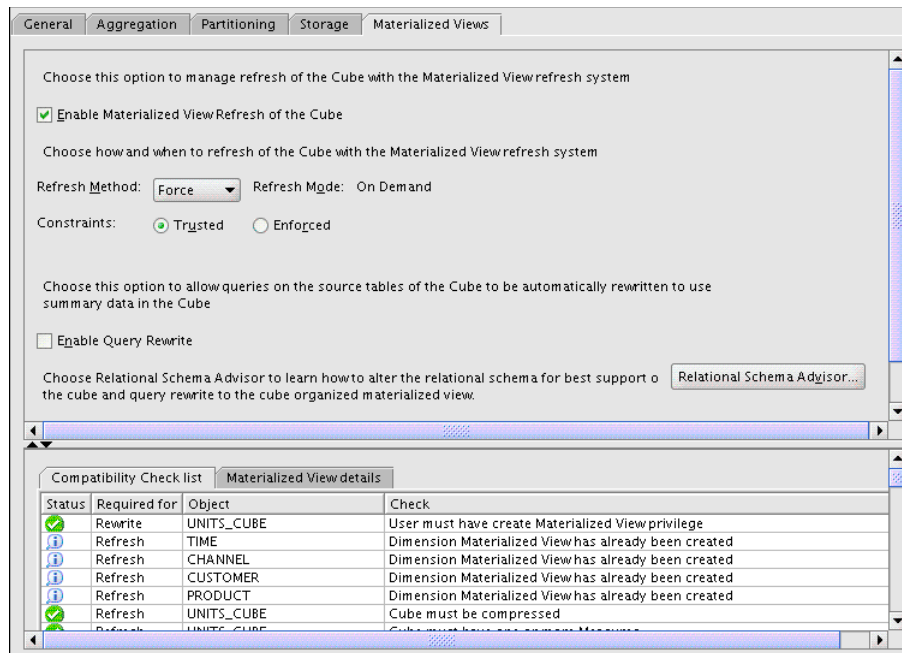 General Aggregation Partitioning Storage Materialized Views
Choose this option to manage refresh of the Cube with the Materialized View refresh system
Enable Materialized View Refresh of the Cube
Choose how and when to refresh of the Cube with the Materialized View refresh system
Refresh Method: Force Refresh Mode: On Demand
Constraints: Trusted Enforced
Choose this option to allow queries on the source tables of the Cube to be automatically rewritten to use
summary data in the Cube
Enable Query Rewrite
Choose Relational Schema Advisor to learn how to alter the relational schema for best support o
the cube and query rewrite to the cube organized materialized view.
Relational Schema Advisor...
Compatibility Check list Materialized View details
Status Required for Object Check
Rewrite UNITS_CUBE User must have create Materialized View privilege
Refresh TIME Dimension Materialized View has already been created
Refresh CHANNEL Dimension Materialized View has already been created
Refresh CUSTOMER Dimension Materialized View has already been created
Refresh PRODUCT Dimension Materialized View has already been created
Refresh UNITS_CUBE Cube must be compressed
Refresh UNITS_CUBE Cube must have one or more Measures